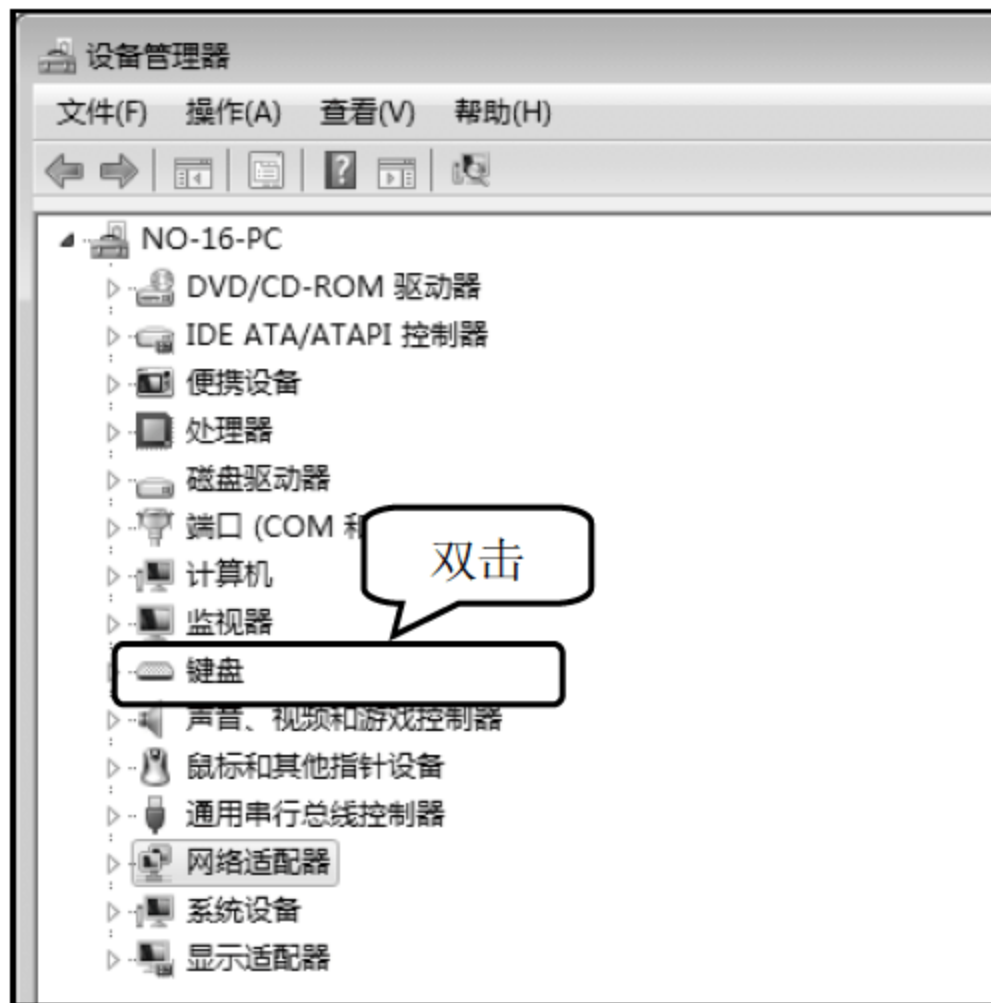 设备管理器
文件(F) 操作(A) 查看(V) 帮助(H)
NO-16-PC
DVD/CD-ROM 驱动器
IDE ATA/ATAPI 控制器
便携设备
处理器
磁盘驱动器
端口 (COM 和
双击
计算机
监视器
键盘
声音、视频和游戏控制器
鼠标和其他指针设备
通用串行总线控制器
网络适配器
系统设备
显示适配器